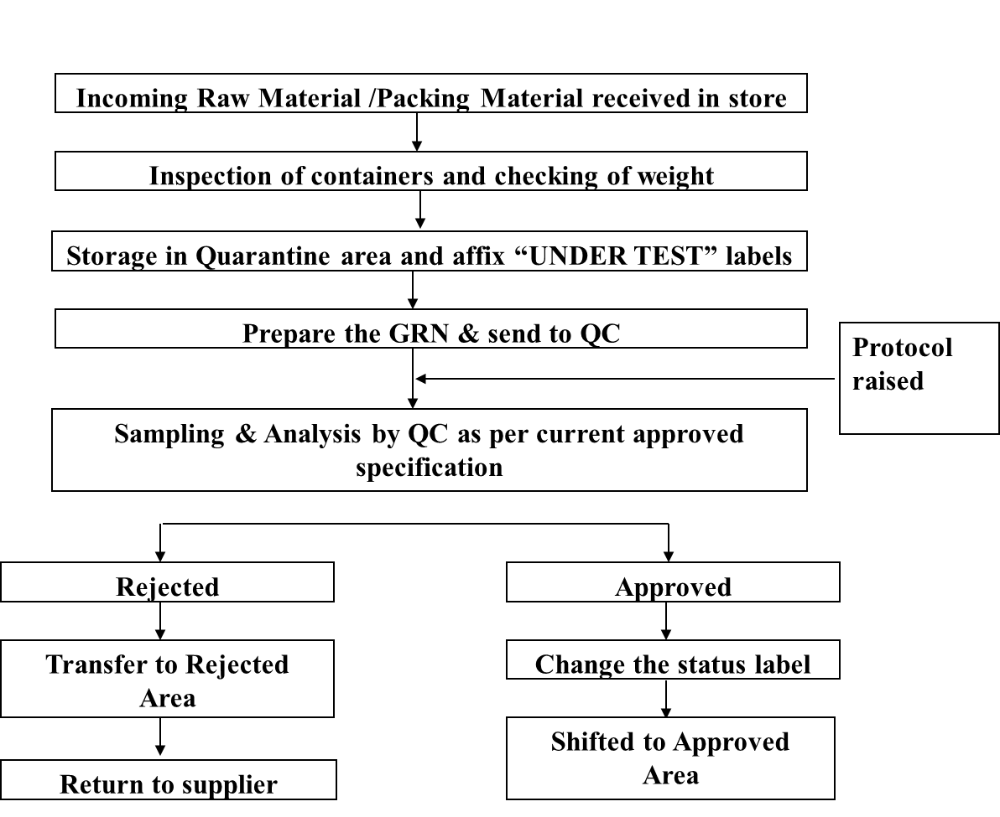 Incoming Raw Material /Packing Material received in store
Inspection of containers and checking of weight
Storage in Quarantine area and affix “UNDER TEST” labels
Prepare the GRN & send to QC
Protocol
raised
Sampling & Analysis by QC as per current approved
specification
Rejected
Transfer to Rejected
Area
Return to supplier
Approved
Change the status label
Shifted to Approved
Area